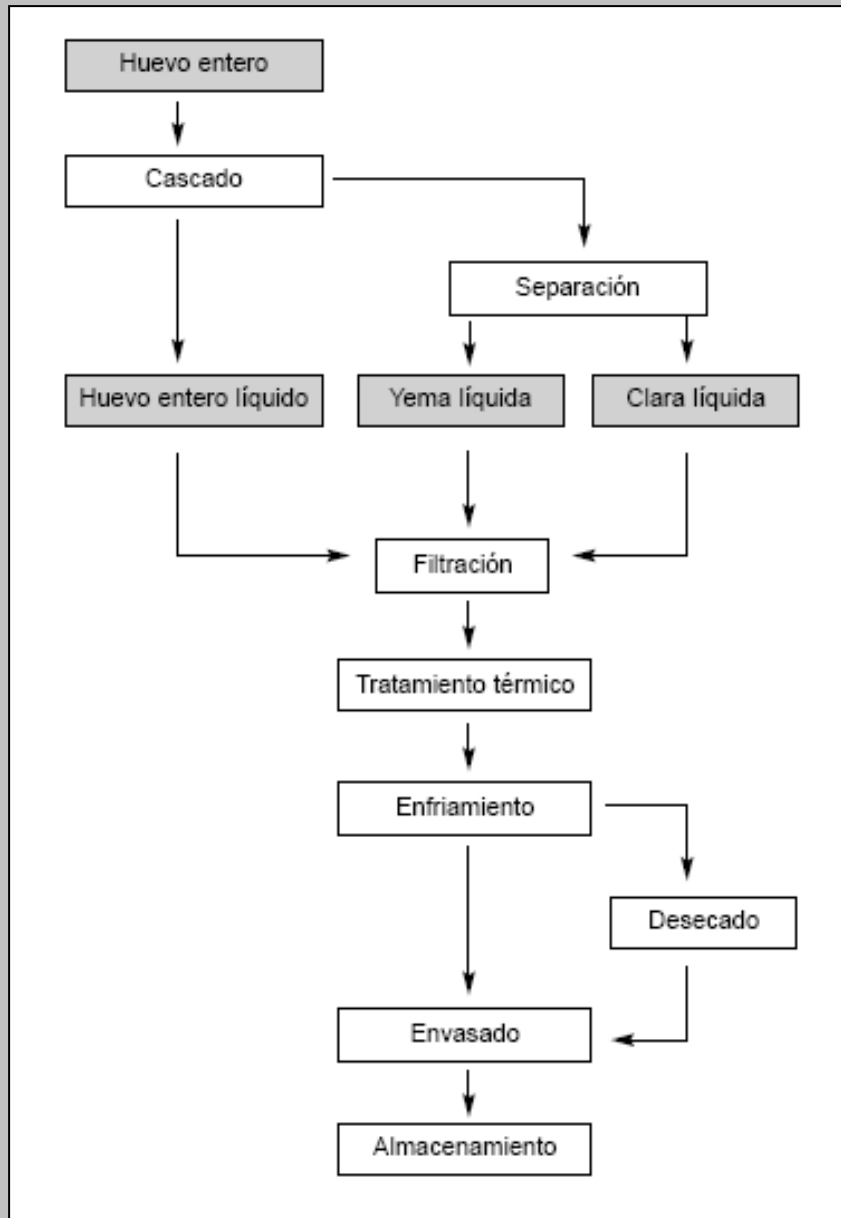 Huevo entero
Cascado
Separación
Huevo entero líquido
Yema líquida
Clara líquida
Filtración
Tratamiento térmico
Enfriamiento
Desecado
Envasado
Almacenamiento